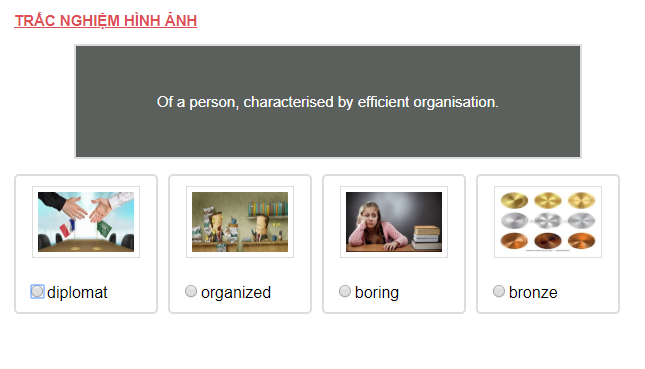 TRẮC NGHIỆM HÌNH ẢNH
Of a person, characterised by efficient organisation.
diplomat
organized
boring
bronze